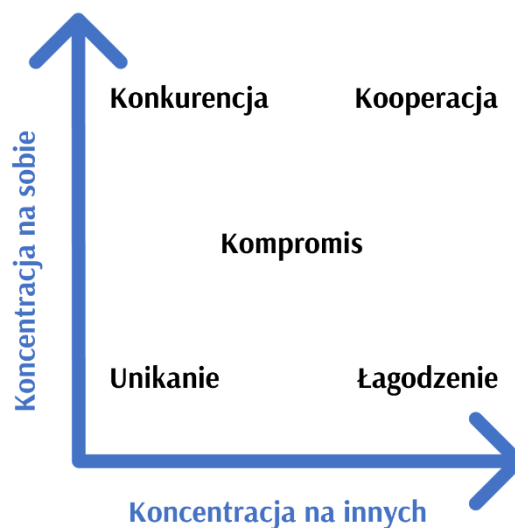 Konkurencja
Kooperacja
Koncentracja na sobie
Kompromis
Unikanie
Łagodzenie
Koncentracja na innych